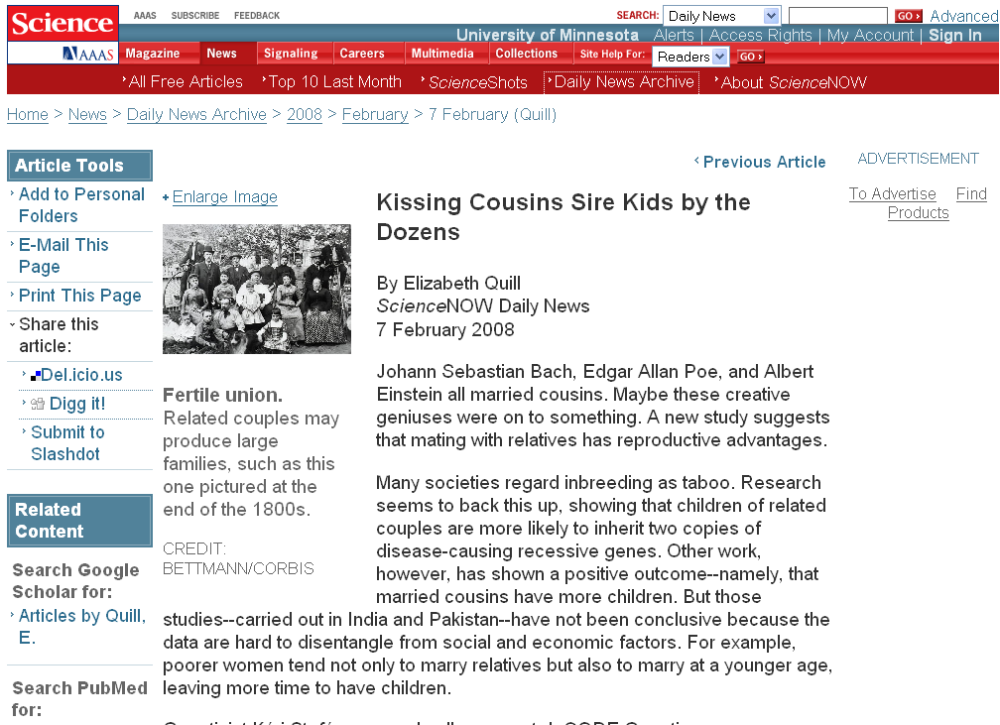 Science
AAAS
AAAS SUBSCRIBE FEEDBACK
SEARCH: Daily News GO Advanced
University of Minnesota Alerts | Access Rights | My Account | Sign In
Magazine News Signaling Careers Multimedia Collections Site Help For: Readers GO
All Free Articles Top 10 Last Month ScienceShots Daily News Archive About ScienceNOW
Home > News > Daily News Archive > 2008 > February > 7 February (Quill)
Article Tools
Add to Personal
Folders
E-Mail This
Page
Print This Page
Share this
article:
Del.icio.us
Digg it!
Submit to
Slashdot
Related
Content
Search Google
Scholar for:
Articles by Quill,
E.
Search PubMed
for:
Previous Article
Enlarge Image
Fertile union.
Related couples may
produce large
families, such as this
one pictured at the
end of the 1800s.
CREDIT:
BETTMANN/CORBIS
Kissing Cousins Sire Kids by the
Dozens
By Elizabeth Quill
ScienceNOW Daily News
7 February 2008
Johann Sebastian Bach, Edgar Allan Poe, and Albert
Einstein all married cousins. Maybe these creative
geniuses were on to something. A new study suggests
that mating with relatives has reproductive advantages.
Many societies regard inbreeding as taboo. Research
seems to back this up, showing that children of related
couples are more likely to inherit two copies of
disease-causing recessive genes. Other work,
however, has shown a positive outcome--namely, that
married cousins have more children. But those
studies--carried out in India and Pakistan--have not been conclusive because the
data are hard to disentangle from social and economic factors. For example,
poorer women tend not only to marry relatives but also to marry at a younger age,
leaving more time to have children.
ADVERTISEMENT
To Advertise Find
Products